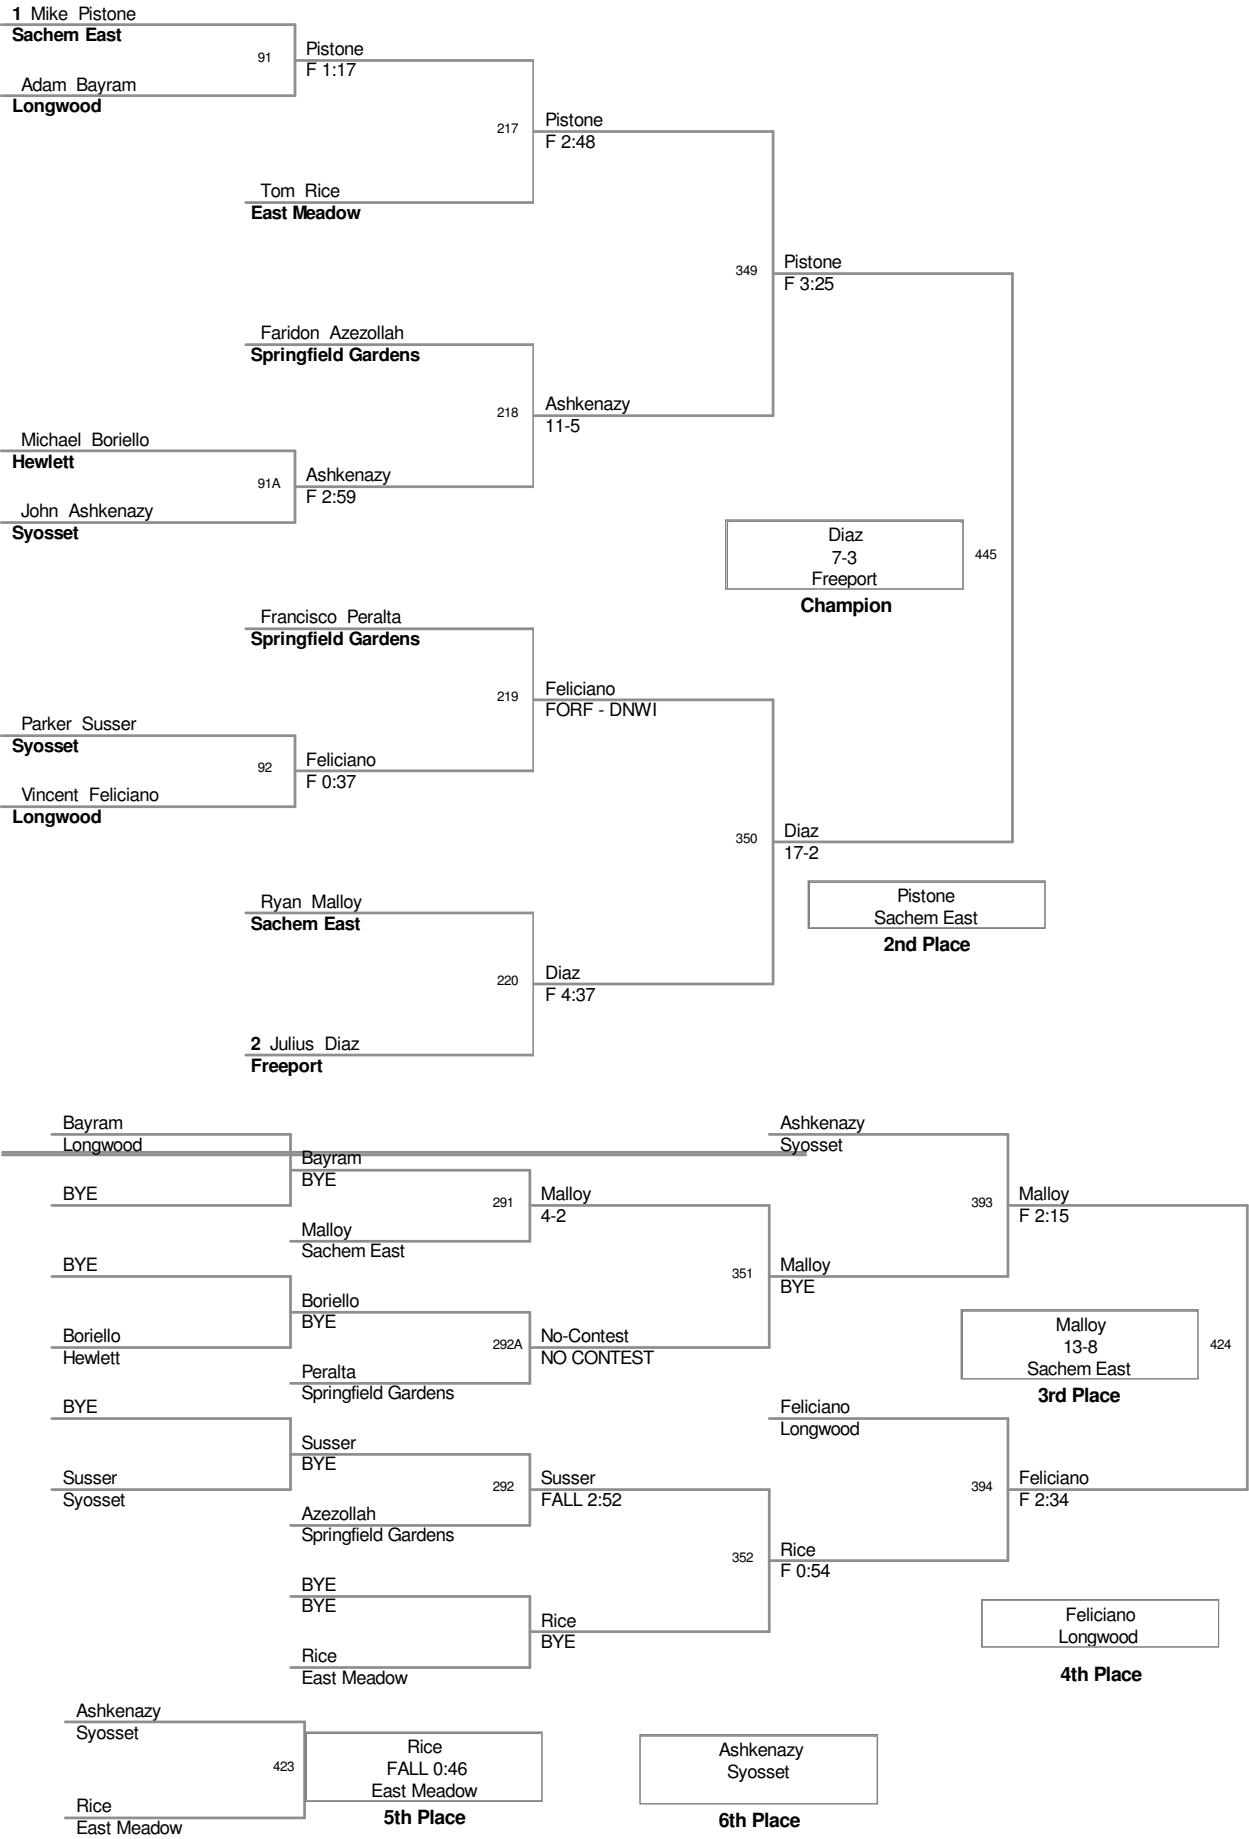 1 Mike Pistone
Sachem East
91
Pistone
F 1:17
Adam Bayram
Longwood
217
Pistone
F 2:48
Tom Rice
East Meadow
349
Pistone
F 3:25
Faridon Azezollah
Springfield Gardens
218
Ashkenazy
11-5
Michael Boriello
Hewlett
91A
Ashkenazy
F 2:59
John Ashkenazy
Syosset
Diaz
7-3
Freeport
445
Champion
Francisco Peralta
Springfield Gardens
219
Feliciano
FORF - DNWI
Parker Susser
Syosset
92
Feliciano
F 0:37
Vincent Feliciano
Longwood
350
Diaz
17-2
Ryan Malloy
Sachem East
Pistone
Sachem East
2nd Place
220
Diaz
F 4:37
2 Julius Diaz
Freeport
Bayram
Longwood
Bayram
BYE
BYE
291
Malloy
4-2
Malloy
Sachem East
BYE
Boriello
BYE
Boriello
Hewlett
292A
No-Contest
NO CONTEST
Peralta
Springfield Gardens
351
Malloy
BYE
Ashkenazy
Syosset
393
Malloy
F 2:15
Malloy
13-8
Sachem East
424
3rd Place
BYE
Susser
BYE
Susser
Syosset
292
Susser
FALL 2:52
Azezollah
Springfield Gardens
352
Rice
F 0:54
BYE
BYE
Rice
BYE
Rice
East Meadow
Feliciano
Longwood
394
Feliciano
F 2:34
Feliciano
Longwood
4th Place
Ashkenazy
Syosset
423
Rice
FALL 0:46
East Meadow
5th Place
Rice
East Meadow
Ashkenazy
Syosset
6th Place